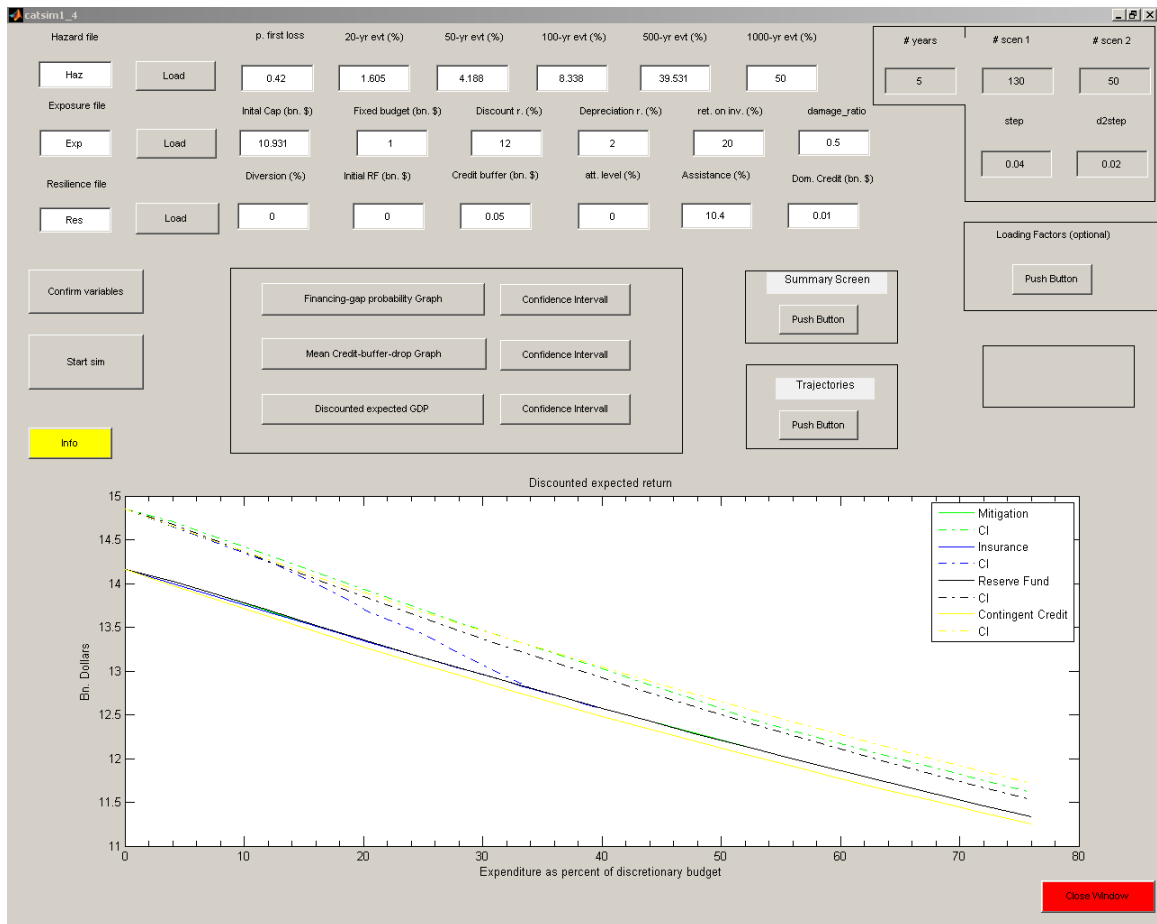 catsim1_4
Hazard file p. first loss 20-yr evt (%) 50-yr evt (%) 100-yr evt (%) 500-yr evt (%) 1000-yr evt (%) # years # scen 1 # scen 2
Haz Load 0.42 1.605 4.188 8.338 39.531 50 5 130 50
Exposure file Inital Cap (bn. $) Fixed budget (bn. $) Discount r. (%) Depreciation r. (%) ret. on inv. (%) damage_ratio step d2step
Exp Load 10.931 1 12 2 20 0.5 0.04 0.02
Resilience file Diversion (%) Initial RF (bn. $) Credit buffer (bn. $) att. level (%) Assistance (%) Dom. Credit (bn. $)
Res Load 0 0 0.05 0 10.4 0.01
Loading Factors (optional)
Push Button
Confirm variables
Start sim
Info
Financing-gap probability Graph Confidence Intervall
Mean Credit-buffer-drop Graph Confidence Intervall
Discounted expected GDP Confidence Intervall
Summary Screen
Push Button
Trajectories
Push Button
Discounted expected return
Bn. Dollars
15
14.5
14
13.5
13
12.5
12
11.5
11
Mitigation
CI
Insurance
CI
Reserve Fund
CI
Contingent Credit
CI
0 10 20 30 40 50 60 70 80
Expenditure as percent of discretionary budget
Close Window